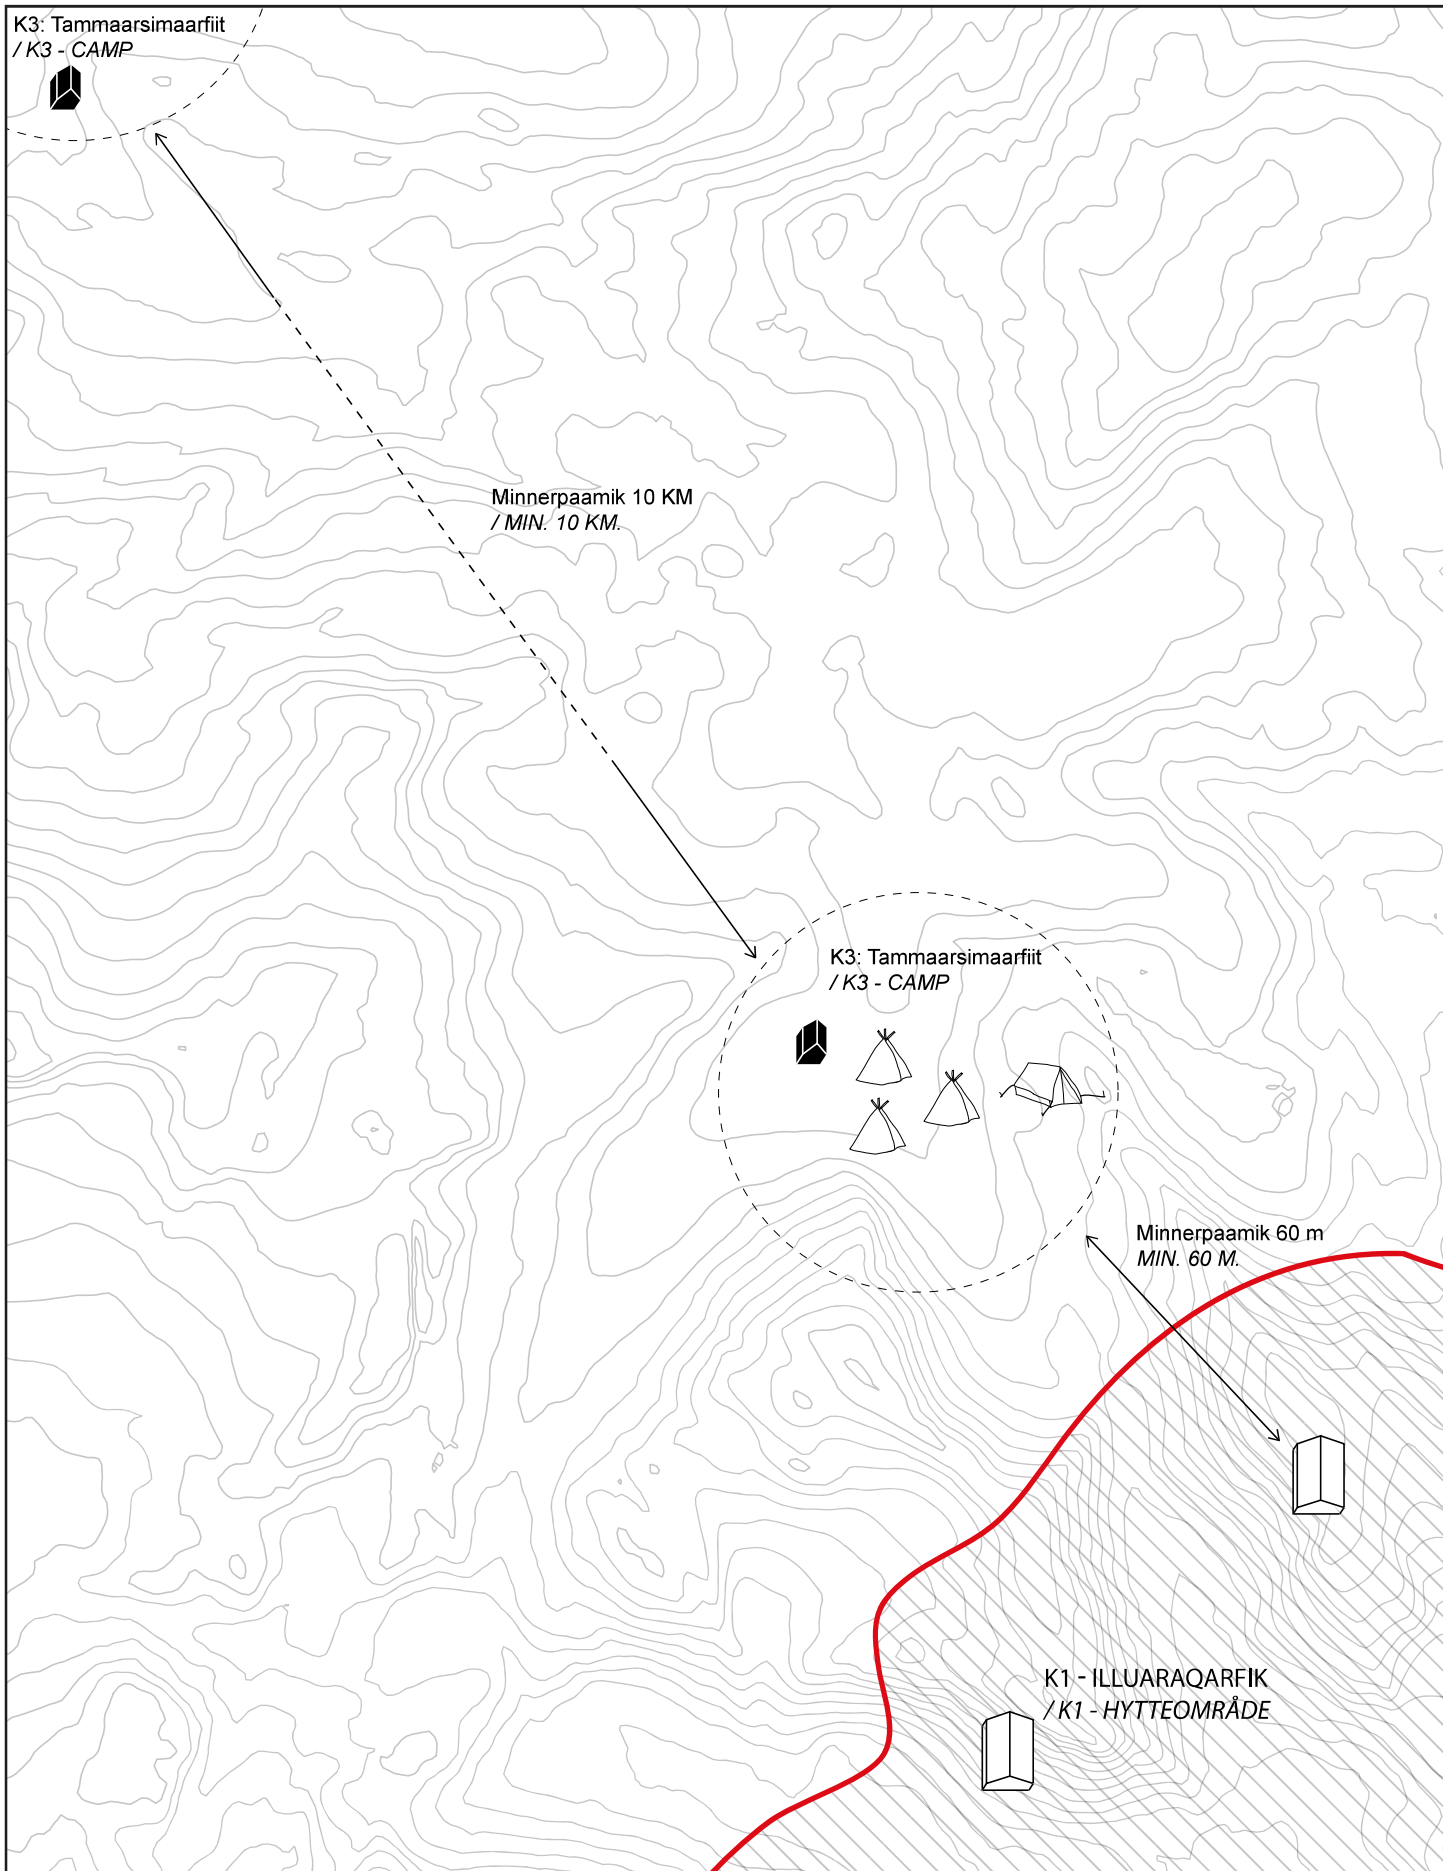 K3: Tammaarsimaarfiit
/ K3 - CAMP
Minnerpaamik 10 KM
/ MIN. 10 KM.
K3: Tammaarsimaarfiit
/ K3 - CAMP
Minnerpaamik 60 m
MIN. 60 M.
K1 - ILLUARAQARFIK
/ K1 - HYTTEOMRÅDE